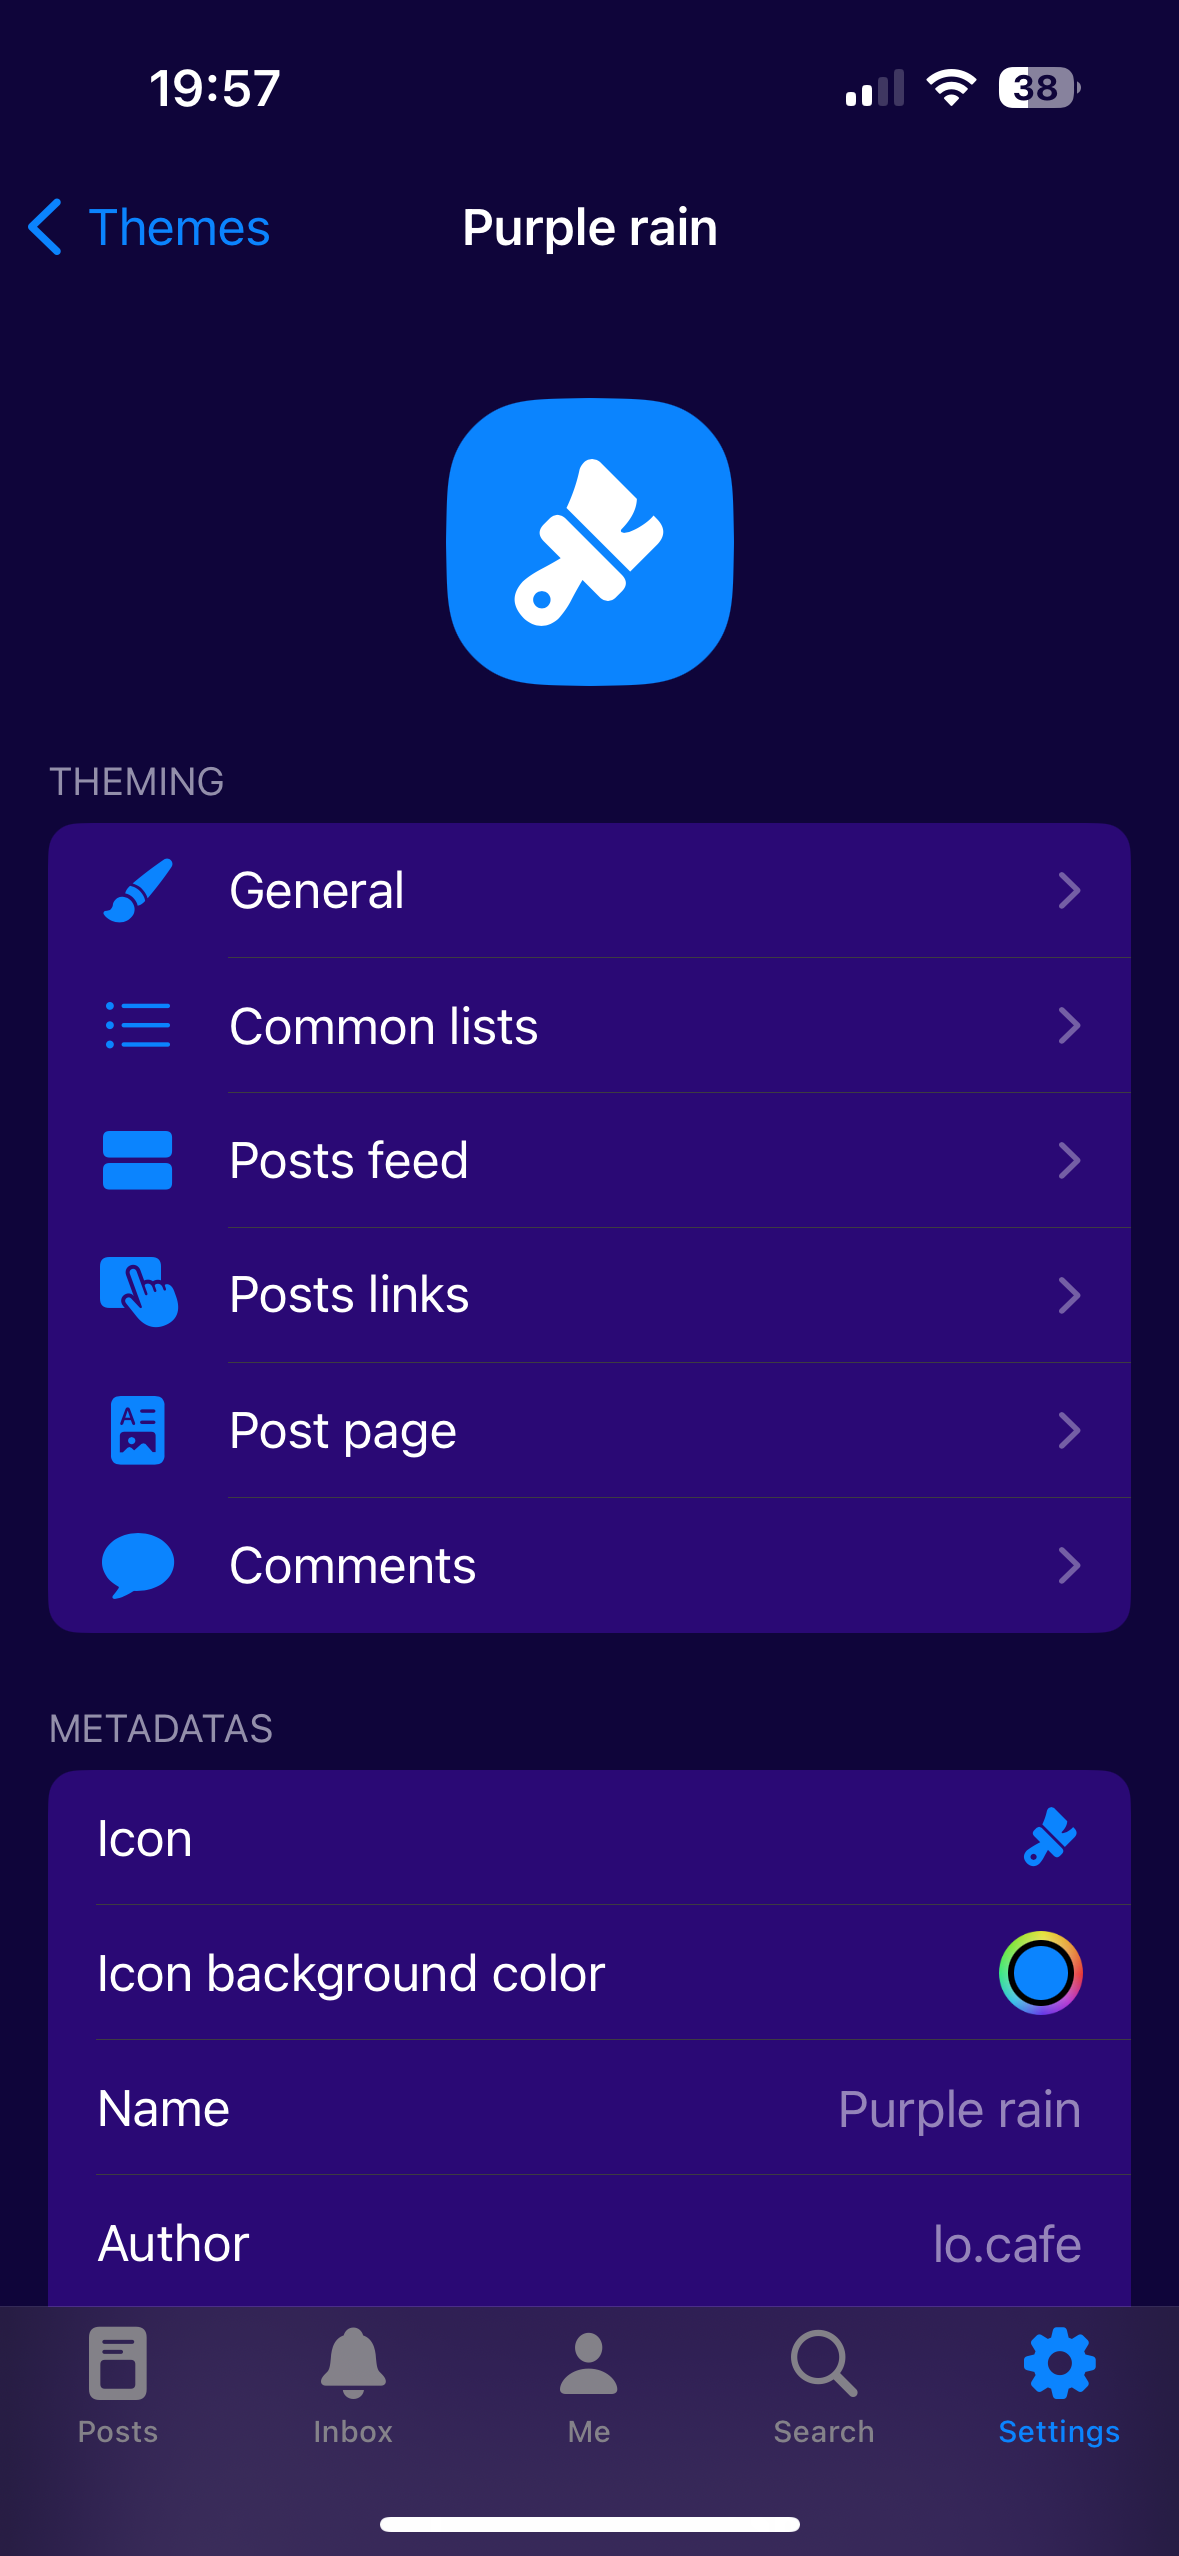 19:57
38
Themes
Purple rain
THEMING
General
Common lists
Posts feed
Posts links
A
Post page
Comments
METADATAS
Icon
Icon background color
Name
Purple rain
Author
lo.cafe
Posts
Inbox
Me
Search
Settings